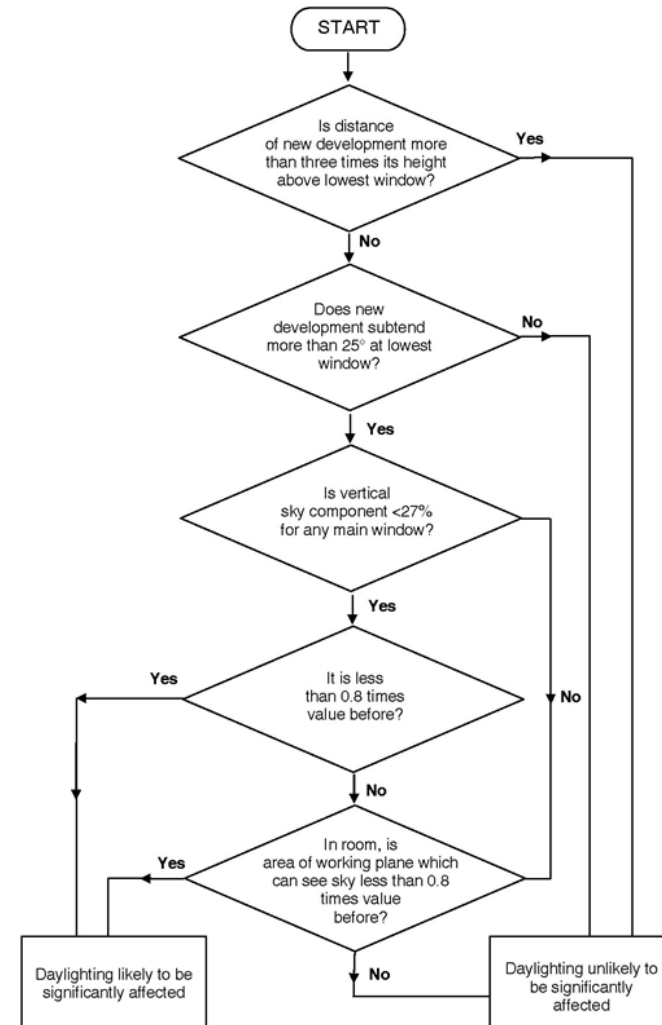 START
Is distance
of new development more
than three times its height
above lowest window?
Yes
No
Does new
development subtend
more than 25° at lowest
window?
No
Yes
Is vertical
sky component <27%
for any main window?
Yes
No
Yes
It is less
than 0.8 times
value before?
No
Yes
In room, is
area of working plane which
can see sky less than 0.8
times value
before?
No
Daylighting likely to be
significantly affected
Daylighting unlikely to
be significantly
affected